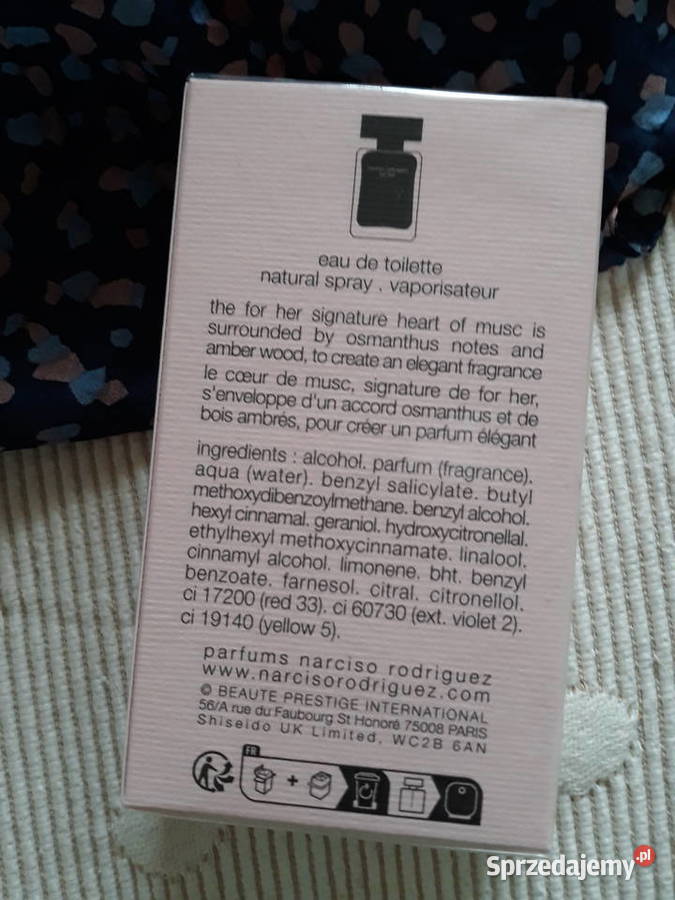 eau de toilette
natural spray . vaporisateur
the for her signature heart of musc is
surrounded by osmanthus notes and
amber wood, to create an elegant fragrance
le cœur de musc, signature de for her,
s'enveloppe d'un accord osmanthus et de
bois ambrés, pour créer un parfum élégant
ingredients : alcohol. parfum (fragrance).
aqua (water). benzyl salicylate. butyl
methoxydibenzoylmethane. benzyl alcohol.
hexyl cinnamal. geraniol. hydroxycitronellal.
ethylhexyl methoxycinnamate. linalool.
cinnamyl alcohol. limonene. bht. benzyl
benzoate. farnesol. citral. citronellol.
ci 17200 (red 33). ci 60730 (ext. violet 2).
ci 19140 (yellow 5).
parfums narciso rodriguez
www.narcisorodriguez.com
© BEAUTE PRESTIGE INTERNATIONAL
56/A rue du Faubourg St Honoré 75008 PARIS
Shiseido UK Limited, WC2B 6AN
FR
+
Sprzedajemy.pl